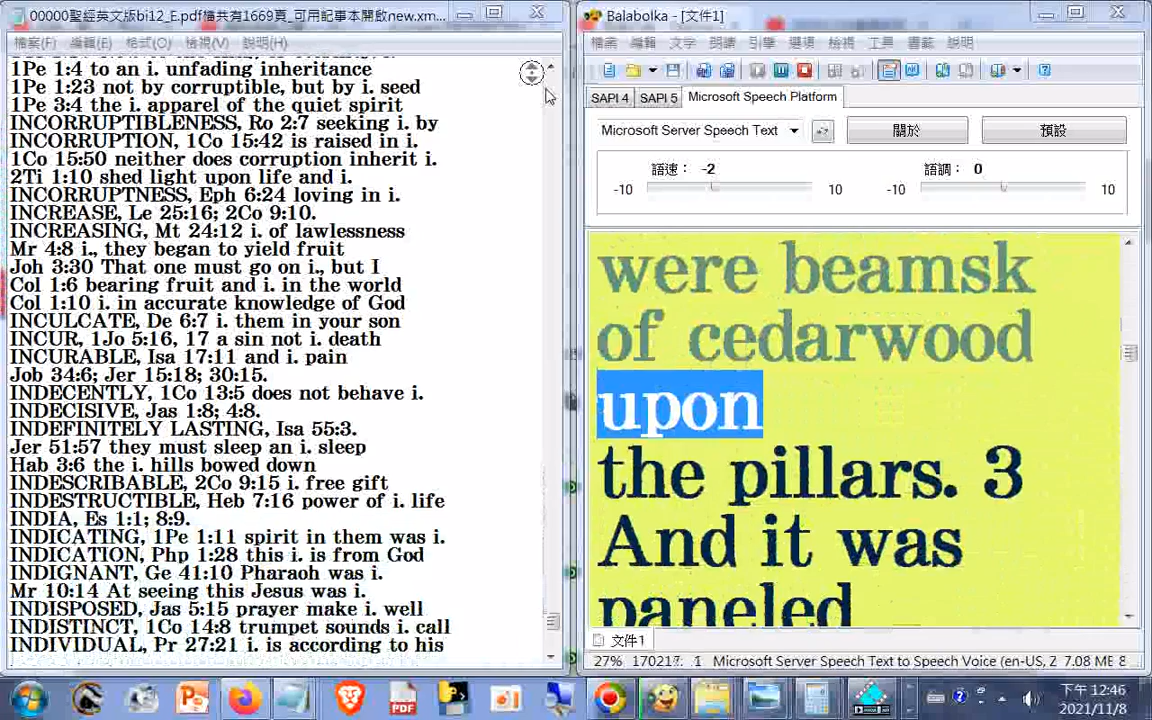 00000聖經英文版bi12_E.pdf檔共有1669頁_可用記事本開啟new.xm...
檔案(F) 編輯(E) 格式(O) 檢視(V) 說明(H)
1Pe 1:4 to an i. unfading inheritance
1Pe 1:23 not by corruptible, but by i. seed
1Pe 3:4 the i. apparel of the quiet spirit
INCORRUPTIBLENESS, Ro 2:7 seeking i. by
INCORRUPTION, 1Co 15:42 is raised in i.
1Co 15:50 neither does corruption inherit i.
2Ti 1:10 shed light upon life and i.
INCORRUPTNESS, Eph 6:24 loving in i.
INCREASE, Le 25:16; 2Co 9:10.
INCREASING, Mt 24:12 i. of lawlessness
Mr 4:8 i., they began to yield fruit
Joh 3:30 That one must go on i., but I
Col 1:6 bearing fruit and i. in the world
Col 1:10 i. in accurate knowledge of God
INCULCATE, De 6:7 i. them in your son
INCUR, 1Jo 5:16, 17 a sin not i. death
INCURABLE, Isa 17:11 and i. pain
Job 34:6; Jer 15:18; 30:15.
INDECENTLY, 1Co 13:5 does not behave i.
INDECISIVE, Jas 1:8; 4:8.
INDEFINITELY LASTING, Isa 55:3.
Jer 51:57 they must sleep an i. sleep
Hab 3:6 the i. hills bowed down
INDESCRIBABLE, 2Co 9:15 i. free gift
INDESTRUCTIBLE, Heb 7:16 power of i. life
INDIA, Es 1:1; 8:9.
INDICATING, 1Pe 1:11 spirit in them was i.
INDICATION, Php 1:28 this i. is from God
INDIGNANT, Ge 41:10 Pharaoh was i.
Mr 10:14 At seeing this Jesus was i.
INDISPOSED, Jas 5:15 prayer make i. well
INDISTINCT, 1Co 14:8 trumpet sounds i. call
INDIVIDUAL, Pr 27:21 i. is according to his
Balabolka - [文件1]
檔案 編輯 文字 朗讀 引擎 選項 檢視 工具 書籤 說明
SAPI 4 SAPI 5 Microsoft Speech Platform
Microsoft Server Speech Text 關於 預設
語速： -2 語調： 0
-10 10 -10 10
were beamsk
of cedarwood
upon
the pillars. 3
And it was
paneled
文件1
27% 170217: 1 Microsoft Server Speech Text to Speech Voice (en-US, Z 7.08 MB 8
PDF
下午 12:46
2021/11/8